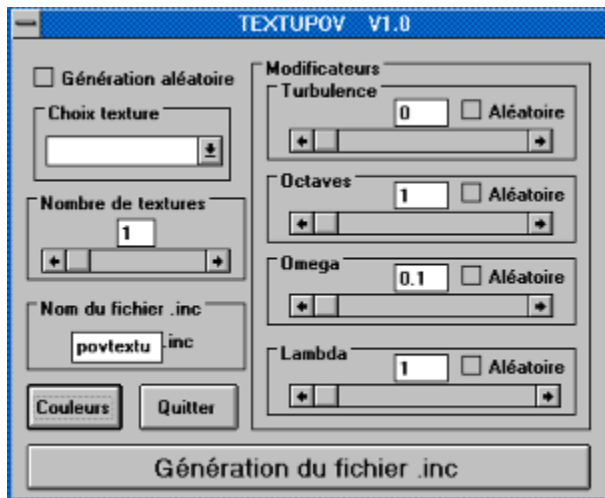 TEXTUPOV V1.0
Génération aléatoire
Choix texture
Nombre de textures
1
Nom du fichier .inc
povtextu .inc
Couleurs Quitter
Modificateurs
Turbulence
0 Aléatoire
Octaves
1 Aléatoire
Omega
0.1 Aléatoire
Lambda
1 Aléatoire
Génération du fichier .inc